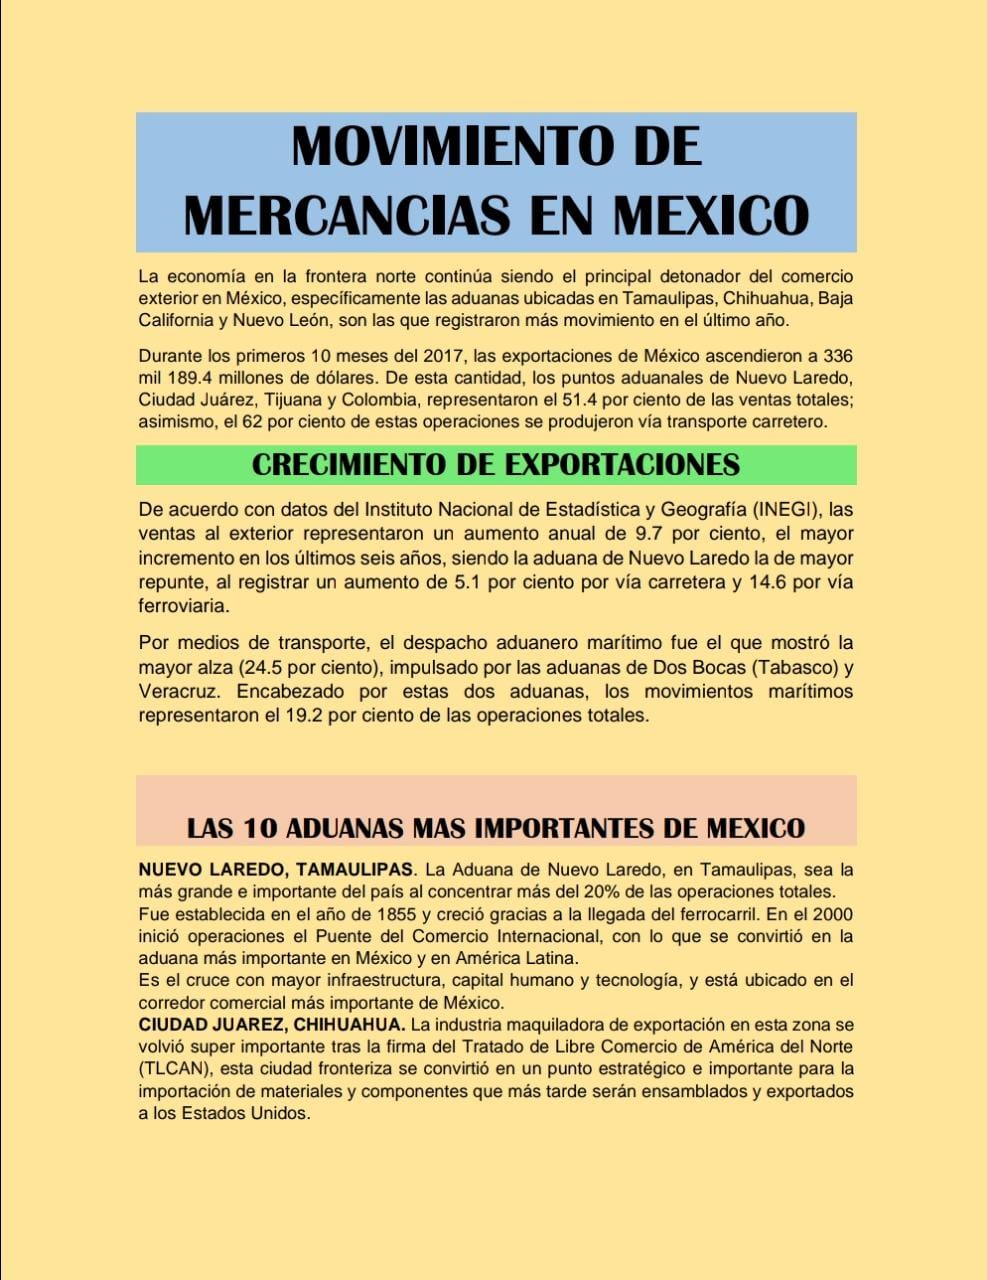 MOVIMIENTO DE
MERCANCIAS EN MEXICO
La economía en la frontera norte continúa siendo el principal detonador del comercio
exterior en México, específicamente las aduanas ubicadas en Tamaulipas, Chihuahua, Baja
California y Nuevo León, son las que registraron más movimiento en el último año.
Durante los primeros 10 meses del 2017, las exportaciones de México ascendieron a 336
mil 189.4 millones de dólares. De esta cantidad, los puntos aduanales de Nuevo Laredo,
Ciudad Juárez, Tijuana y Colombia, representaron el 51.4 por ciento de las ventas totales;
asimismo, el 62 por ciento de estas operaciones se produjeron vía transporte carretero.
CRECIMIENTO DE EXPORTACIONES
De acuerdo con datos del Instituto Nacional de Estadística y Geografía (INEGI), las
ventas al exterior representaron un aumento anual de 9.7 por ciento, el mayor
incremento en los últimos seis años, siendo la aduana de Nuevo Laredo la de mayor
repunte, al registrar un aumento de 5.1 por ciento por vía carretera y 14.6 por vía
ferroviaria.
Por medios de transporte, el despacho aduanero marítimo fue el que mostró la
mayor alza (24.5 por ciento), impulsado por las aduanas de Dos Bocas (Tabasco) y
Veracruz. Encabezado por estas dos aduanas, los movimientos marítimos
representaron el 19.2 por ciento de las operaciones totales.
LAS 10 ADUANAS MAS IMPORTANTES DE MEXICO
NUEVO LAREDO, TAMAULIPAS. La Aduana de Nuevo Laredo, en Tamaulipas, sea la
más grande e importante del país al concentrar más del 20% de las operaciones totales.
Fue establecida en el año de 1855 y creció gracias a la llegada del ferrocarril. En el 2000
inició operaciones el Puente del Comercio Internacional, con lo que se convirtió en la
aduana más importante en México y en América Latina.
Es el cruce con mayor infraestructura, capital humano y tecnología, y está ubicado en el
corredor comercial más importante de México.
CIUDAD JUAREZ, CHIHUAHUA. La industria maquiladora de exportación en esta zona se
volvió super importante tras la firma del Tratado de Libre Comercio de América del Norte
(TLCAN), esta ciudad fronteriza se convirtió en un punto estratégico e importante para la
importación de materiales y componentes que más tarde serán ensamblados y exportados
a los Estados Unidos.